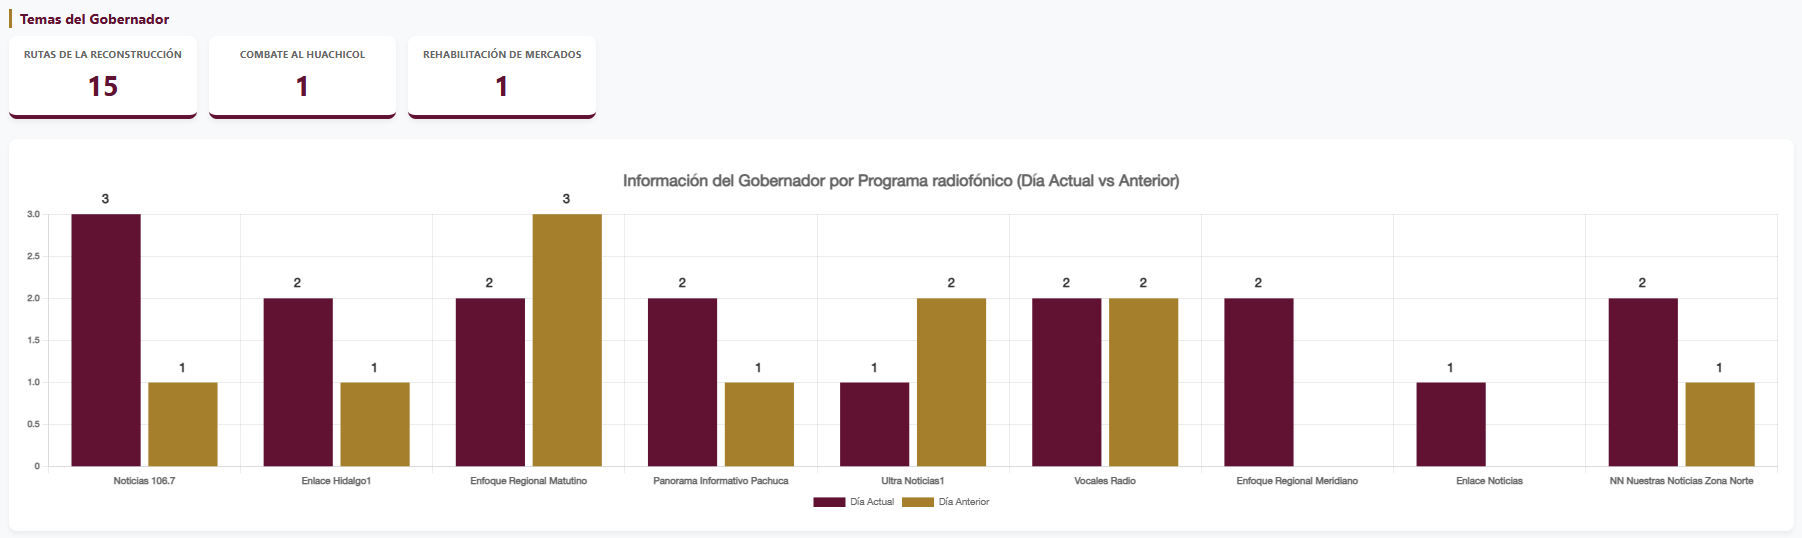 Temas del Gobernador
RUTAS DE LA RECONSTRUCCIÓN
15
COMBATE AL HUACHICOL
1
REHABILITACIÓN DE MERCADOS
1
Información del Gobernador por Programa radiofónico (Día Actual vs Anterior)
3.0
2.5
2.0
1.5
1.0
0.5
0
3
1
2
1
2
3
2
1
1
2
2
2
2
1
2
1
Noticias 106.7
Enlace Hidalgo1
Enfoque Regional Matutino
Panorama Informativo Pachuca
Ultra Noticias1
Vocales Radio
Enfoque Regional Meridiano
Enlace Noticias
NN Nuestras Noticias Zona Norte
Día Actual
Día Anterior